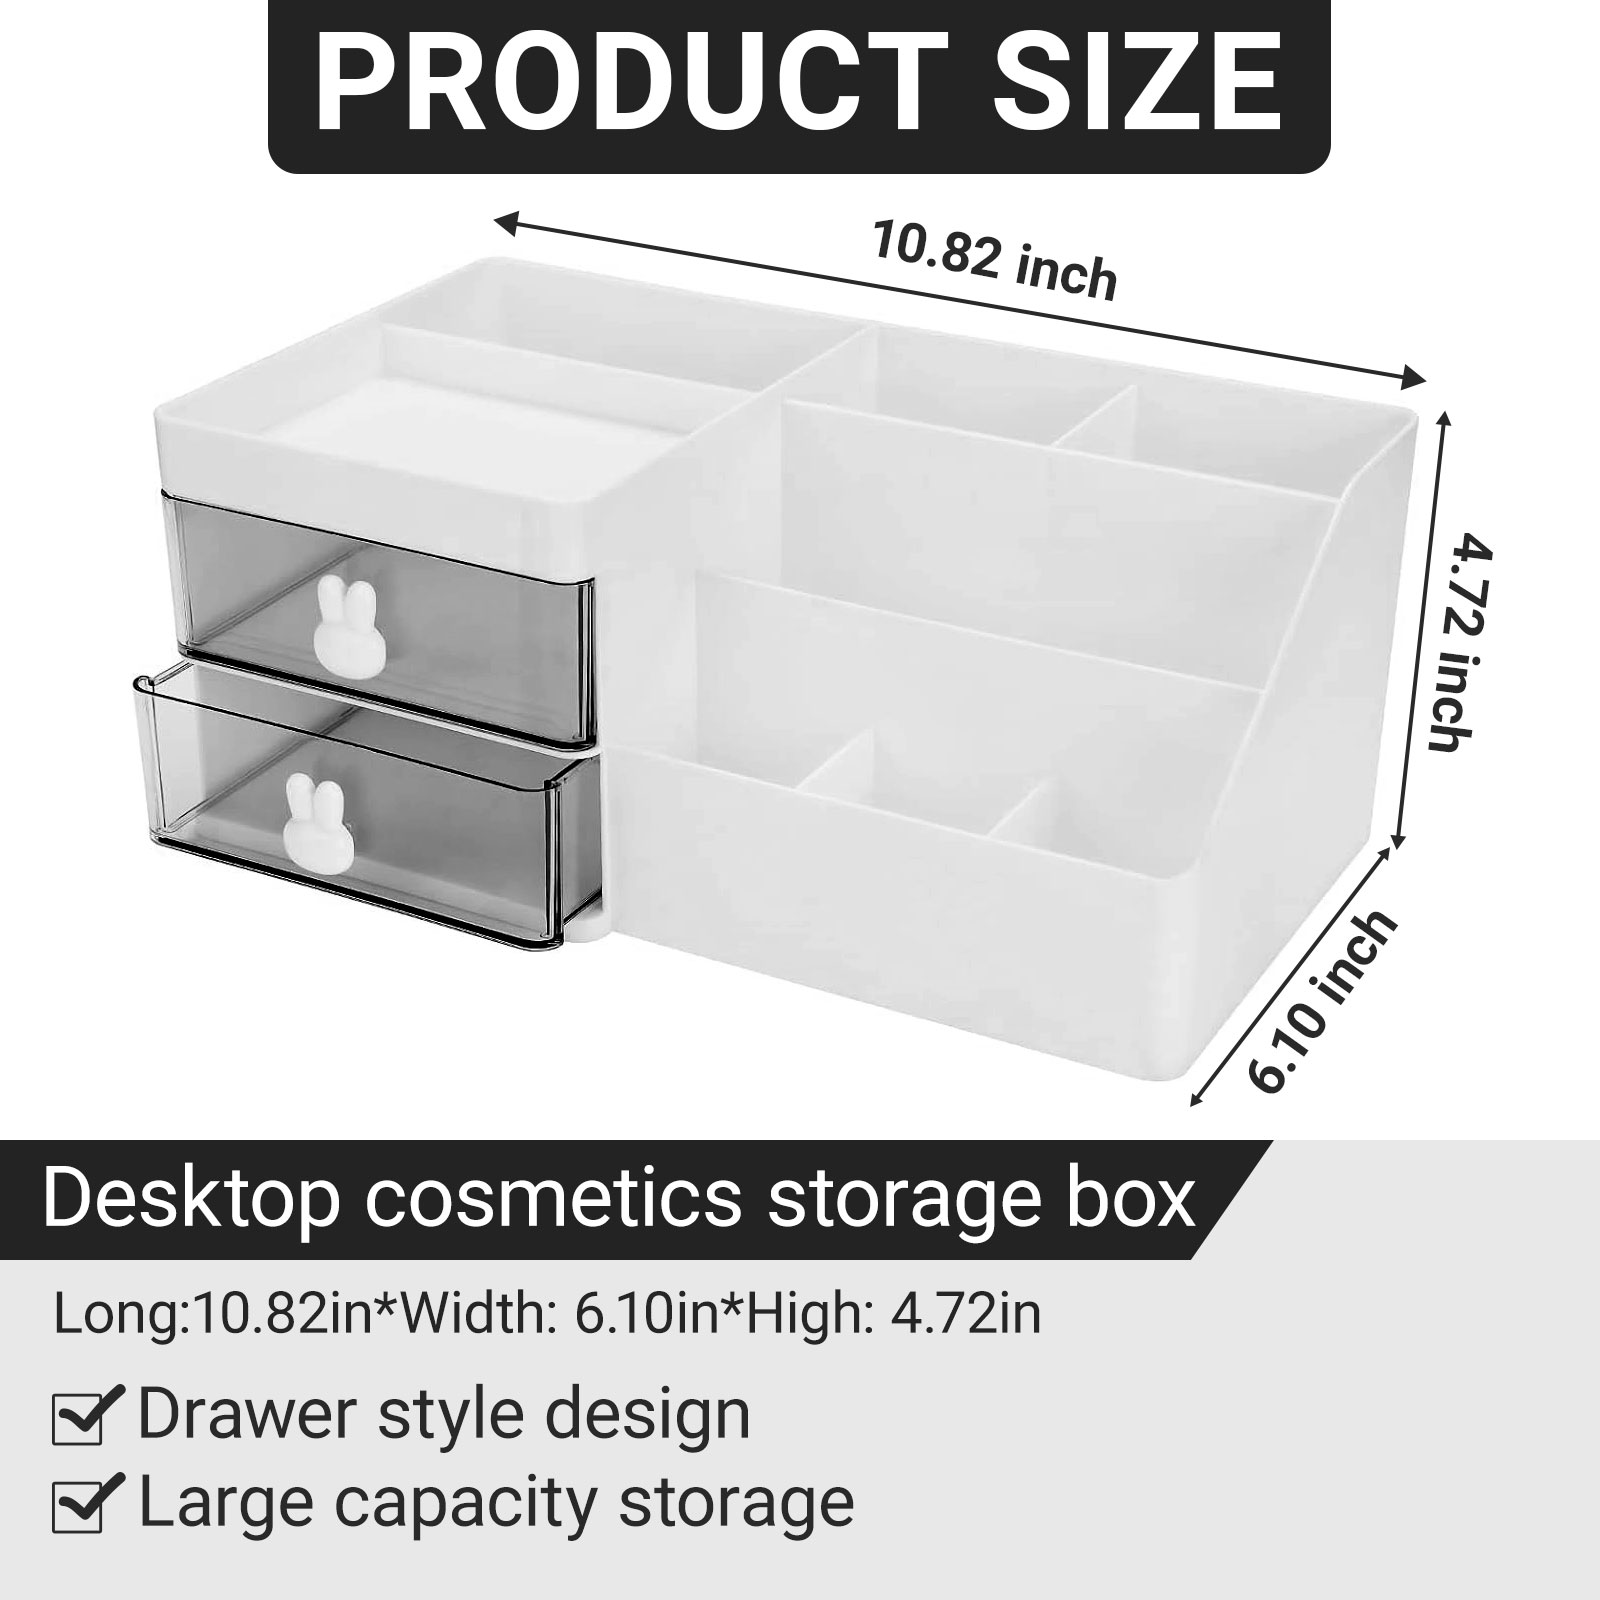 PRODUCT SIZE
10.82 inch
4.72 inch
6.10 inch
Desktop cosmetics storage box
Long:10.82in*Width: 6.10in*High: 4.72in
Drawer style design
Large capacity storage